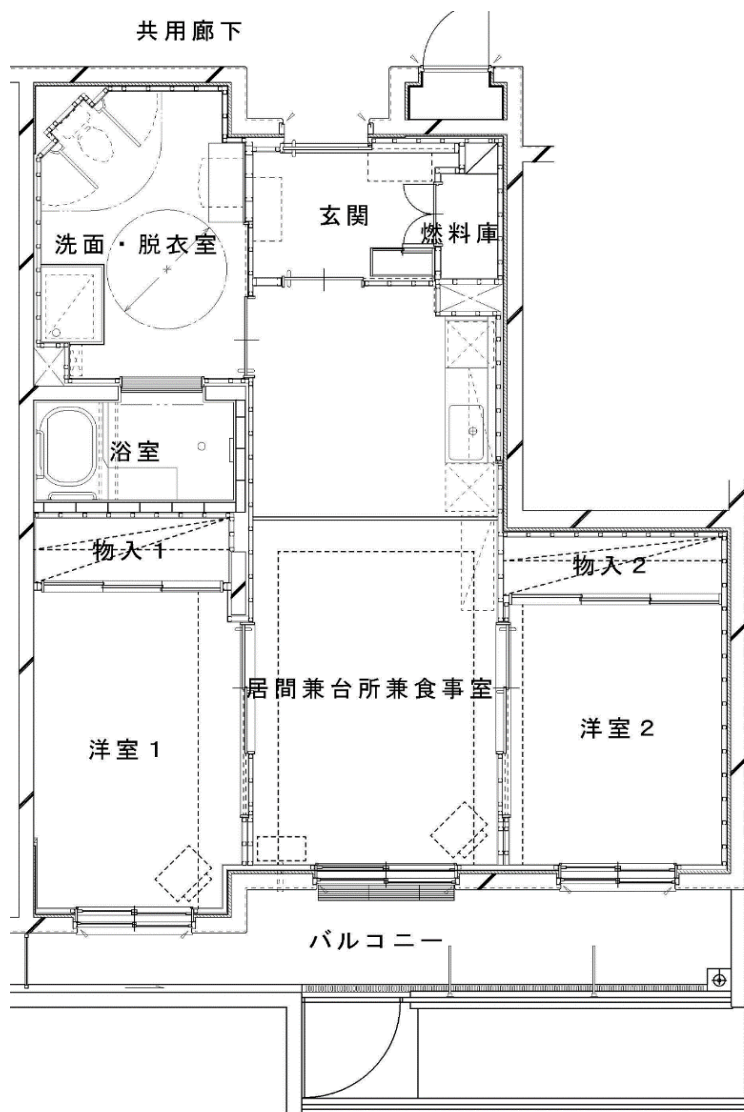 共用廊下
玄関
燃料庫
洗面・脱衣室
浴室
物入１
物入２
居間兼台所兼食事室
洋室１
洋室２
バルコニー